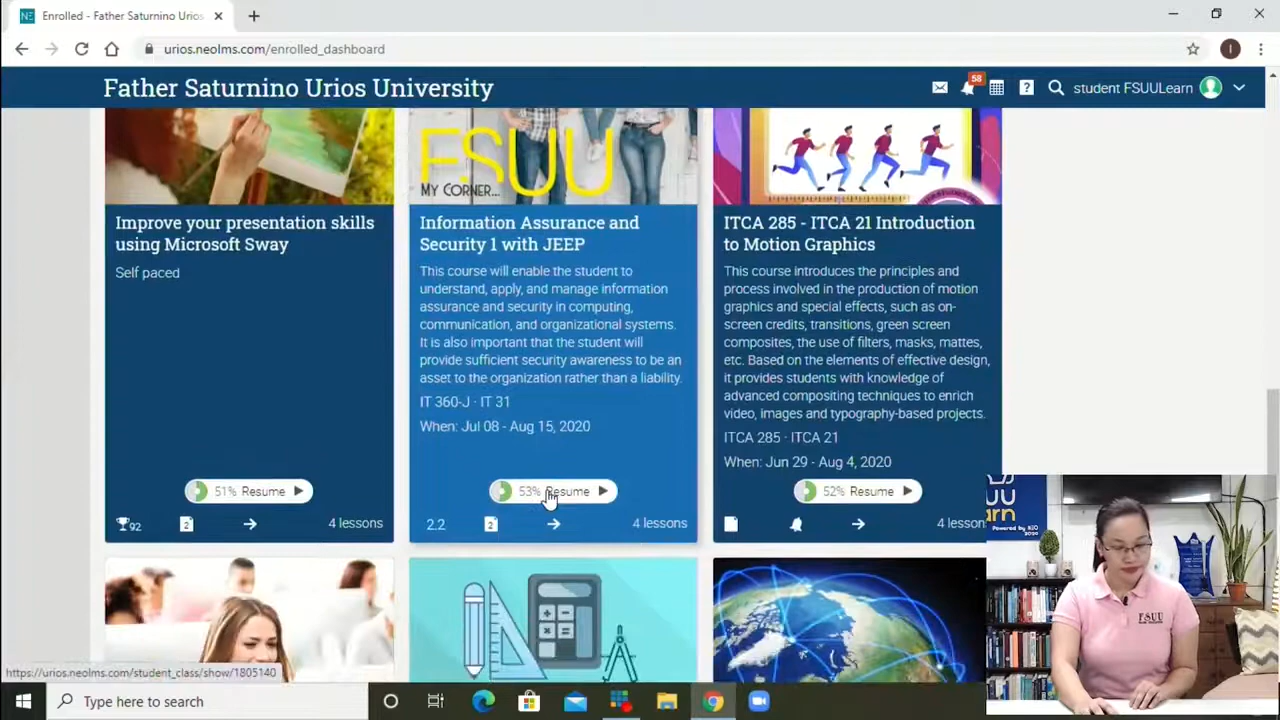 Enrolled - Father Saturnino Urios
urios.neolms.com/enrolled_dashboard
I
Father Saturnino Urios University
58
?
student FSUULearn
FSUU
MY CORNER...
Improve your presentation skills
using Microsoft Sway
Self paced
51% Resume
92
2
4 lessons
Information Assurance and
Security 1 with JEEP
This course will enable the student to
understand, apply, and manage information
assurance and security in computing,
communication, and organizational systems.
It is also important that the student will
provide sufficient security awareness to be an
asset to the organization rather than a liability.
IT 360-J · IT 31
When: Jul 08 - Aug 15, 2020
53% Resume
2.2
2
4 lessons
ITCA 285 - ITCA 21 Introduction
to Motion Graphics
This course introduces the principles and
process involved in the production of motion
graphics and special effects, such as on-
screen credits, transitions, green screen
composites, the use of filters, masks, mattes,
etc. Based on the elements of effective design,
it provides students with knowledge of
advanced compositing techniques to enrich
video, images and typography-based projects.
ITCA 285 · ITCA 21
When: Jun 29 - Aug 4, 2020
52% Resume
4 lesson
Powered by NEO
FSUU
https://urios.neolms.com/student_class/show/1805140
Type here to search